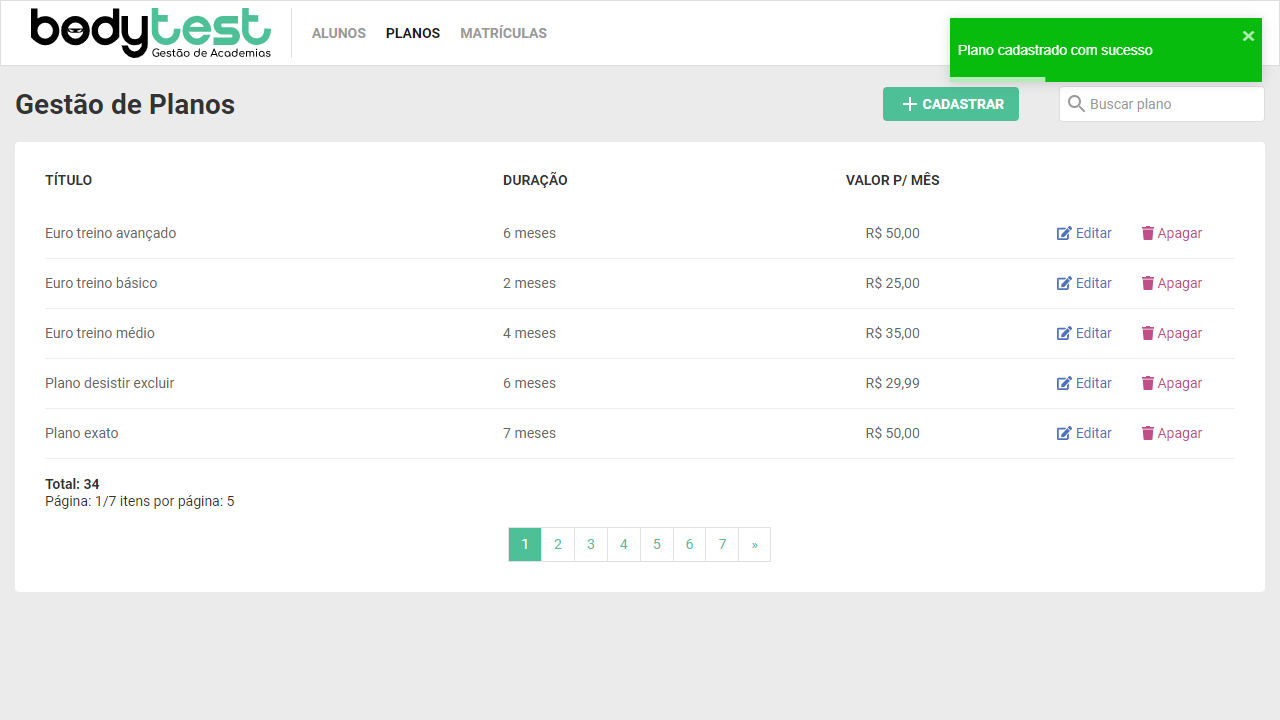 bodytest
Gestão de Academias
ALUNOS PLANOS MATRÍCULAS
Plano cadastrado com sucesso
Gestão de Planos
CADASTRAR
Buscar plano
TÍTULO DURAÇÃO VALOR P/ MÊS
Euro treino avançado 6 meses R$ 50,00 Editar Apagar
Euro treino básico 2 meses R$ 25,00 Editar Apagar
Euro treino médio 4 meses R$ 35,00 Editar Apagar
Plano desistir excluir 6 meses R$ 29,99 Editar Apagar
Plano exato 7 meses R$ 50,00 Editar Apagar
Total: 34
Página: 1/7 itens por página: 5
1 2 3 4 5 6 7 »